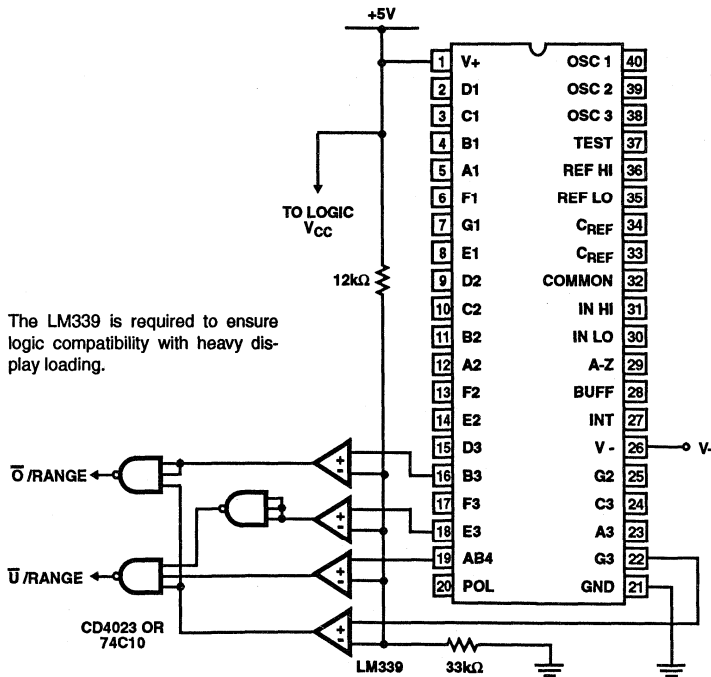 +5V
1 V+ OSC 1 40
2 D1 OSC 2 39
3 C1 OSC 3 38
4 B1 TEST 37
5 A1 REF HI 36
6 F1 REF LO 35
TO LOGIC
VCC
7 G1 CREF 34
8 E1 CREF 33
12kΩ
9 D2 COMMON 32
10 C2 IN HI 31
The LM339 is required to ensure
logic compatibility with heavy dis-
play loading.
11 B2 IN LO 30
12 A2 A-Z 29
13 F2 BUFF 28
14 E2 INT 27
15 D3 V - 26 V-
O̅ /RANGE
+
-
16 B3 G2 25
17 F3 C3 24
+
-
18 E3 A3 23
19 AB4 G3 22
U̅ /RANGE
+
-
20 POL GND 21
CD4023 OR
74C10
+
-
LM339
33kΩ